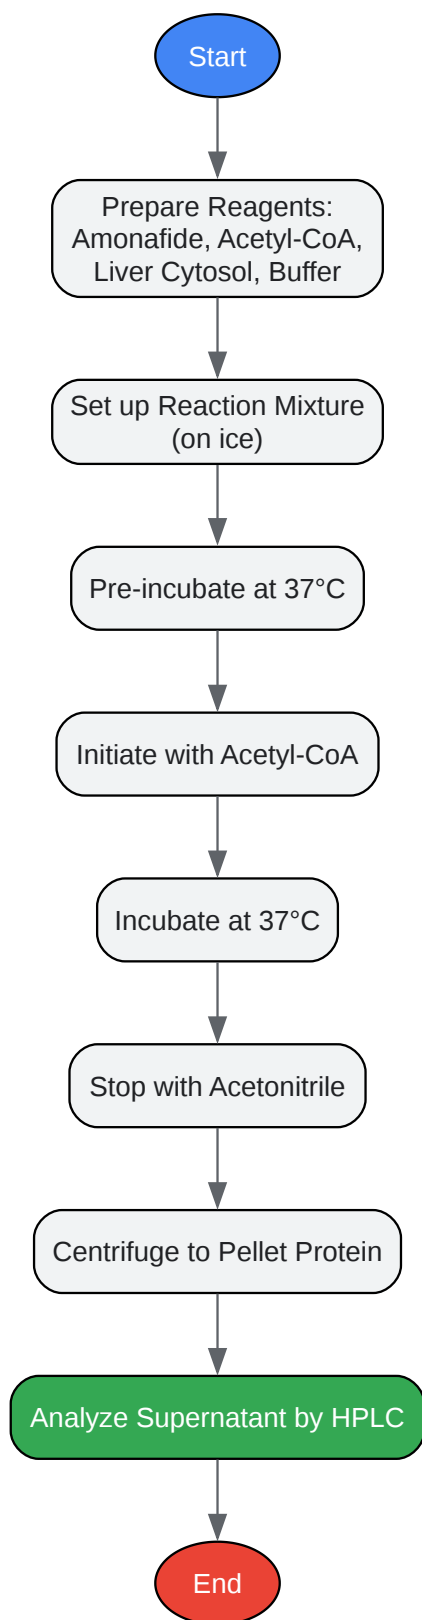 Start
Prepare Reagents:
Amonafide, Acetyl-CoA,
Liver Cytosol, Buffer
Set up Reaction Mixture
(on ice)
Pre-incubate at 37°C
Initiate with Acetyl-CoA
Incubate at 37°C
Stop with Acetonitrile
Centrifuge to Pellet Protein
Analyze Supernatant by HPLC
End